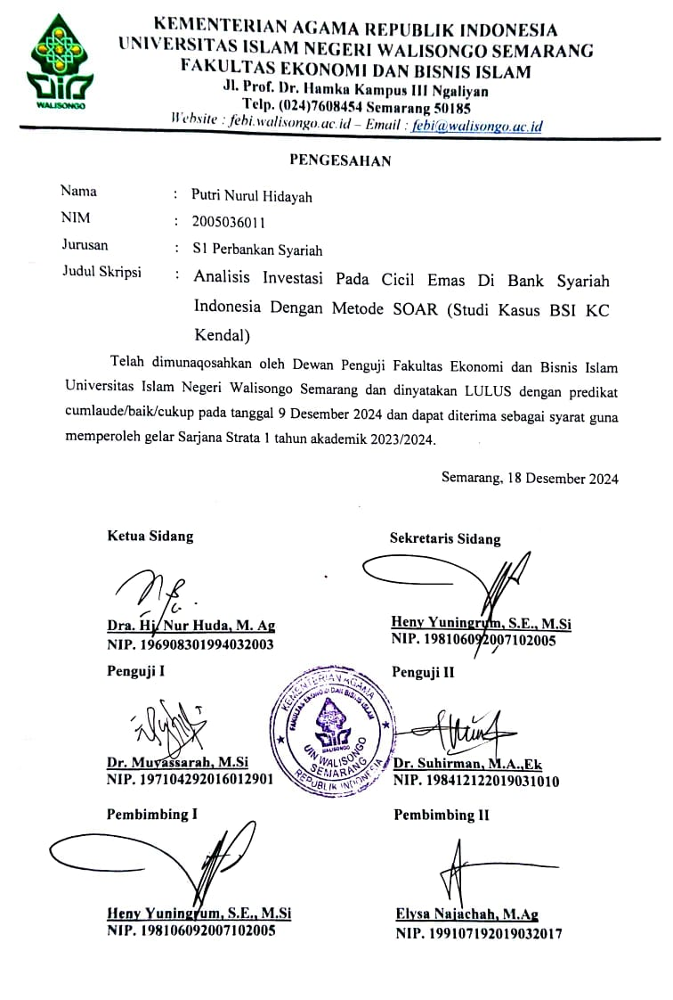 KEMENTERIAN AGAMA REPUBLIK INDONESIA
UNIVERSITAS ISLAM NEGERI WALISONGO SEMARANG
FAKULTAS EKONOMI DAN BISNIS ISLAM
Jl. Prof. Dr. Hamka Kampus III Ngaliyan
Telp. (024)7608454 Semarang 50185
Website : febi.walisongo.ac.id – Email : febi@walisongo.ac.id
WALISONGO
PENGESAHAN
Nama : Putri Nurul Hidayah
NIM : 2005036011
Jurusan : S1 Perbankan Syariah
Judul Skripsi : Analisis Investasi Pada Cicil Emas Di Bank Syariah
Indonesia Dengan Metode SOAR (Studi Kasus BSI KC
Kendal)
Telah dimunaqosahkan oleh Dewan Penguji Fakultas Ekonomi dan Bisnis Islam
Universitas Islam Negeri Walisongo Semarang dan dinyatakan LULUS dengan predikat
cumlaude/baik/cukup pada tanggal 9 Desember 2024 dan dapat diterima sebagai syarat guna
memperoleh gelar Sarjana Strata 1 tahun akademik 2023/2024.
Semarang, 18 Desember 2024
Ketua Sidang
Sekretaris Sidang
Dra. Hj. Nur Huda, M. Ag
NIP. 196908301994032003
Heny Yuningrum, S.E., M.Si
NIP. 198106092007102005
Penguji I
Penguji II
Dr. Muyassarah, M.Si
NIP. 197104292016012901
KEMENTERIAN AGAMA
FAKULTAS EKONOMI DAN BISNIS ISLAM
WALISONGO
UIN WALISONGO
SEMARANG
REPUBLIK INDONESIA
Dr. Suhirman, M.A.,Ek
NIP. 198412122019031010
Pembimbing I
Pembimbing II
Heny Yuningrum, S.E., M.Si
NIP. 198106092007102005
Elysa Najachah, M.Ag
NIP. 199107192019032017